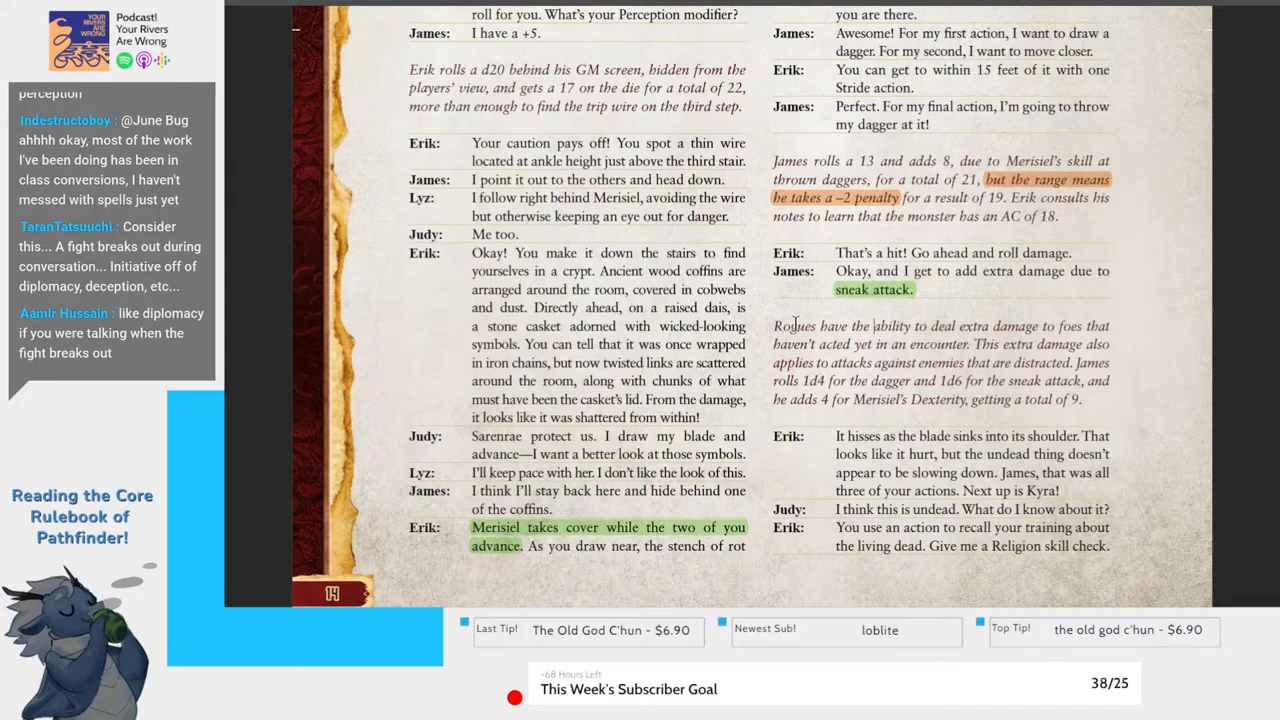 YOUR
RIVERS
ARE
WRONG
Podcast!
Your Rivers
Are Wrong
perception
Indestructoboy : @June Bug
ahhhh okay, most of the work
I've been doing has been in
class conversions, I haven't
messed with spells just yet
TaranTatsuuchi : Consider
this... A fight breaks out during
conversation... Initiative off of
diplomacy, deception, etc...
Aamir Hussain : like diplomacy
if you were talking when the
fight breaks out
Reading the Core
Rulebook of
Pathfinder!
roll for you. What's your Perception modifier?
James: I have a +5.
Erik rolls a d20 behind his GM screen, hidden from the
players' view, and gets a 17 on the die for a total of 22,
more than enough to find the trip wire on the third step.
Erik: Your caution pays off! You spot a thin wire
located at ankle height just above the third stair.
James: I point it out to the others and head down.
Lyz: I follow right behind Merisiel, avoiding the wire
but otherwise keeping an eye out for danger.
Judy: Me too.
Erik: Okay! You make it down the stairs to find
yourselves in a crypt. Ancient wood coffins are
arranged around the room, covered in cobwebs
and dust. Directly ahead, on a raised dais, is
a stone casket adorned with wicked-looking
symbols. You can tell that it was once wrapped
in iron chains, but now twisted links are scattered
around the room, along with chunks of what
must have been the casket's lid. From the damage,
it looks like it was shattered from within!
Judy: Sarenrae protect us. I draw my blade and
advance—I want a better look at those symbols.
Lyz: I'll keep pace with her. I don't like the look of this.
James: I think I'll stay back here and hide behind one
of the coffins.
Erik: Merisiel takes cover while the two of you
advance. As you draw near, the stench of rot
14
you are there.
James: Awesome! For my first action, I want to draw a
dagger. For my second, I want to move closer.
Erik: You can get to within 15 feet of it with one
Stride action.
James: Perfect. For my final action, I'm going to throw
my dagger at it!
James rolls a 13 and adds 8, due to Merisiel's skill at
thrown daggers, for a total of 21, but the range means
he takes a –2 penalty for a result of 19. Erik consults his
notes to learn that the monster has an AC of 18.
Erik: That's a hit! Go ahead and roll damage.
James: Okay, and I get to add extra damage due to
sneak attack.
Rogues have the ability to deal extra damage to foes that
haven't acted yet in an encounter. This extra damage also
applies to attacks against enemies that are distracted. James
rolls 1d4 for the dagger and 1d6 for the sneak attack, and
he adds 4 for Merisiel's Dexterity, getting a total of 9.
Erik: It hisses as the blade sinks into its shoulder. That
looks like it hurt, but the undead thing doesn't
appear to be slowing down. James, that was all
three of your actions. Next up is Kyra!
Judy: I think this is undead. What do I know about it?
Erik: You use an action to recall your training about
the living dead. Give me a Religion skill check.
Last Tip! The Old God C'hun - $6.90
Newest Sub! loblite
Top Tip! the old god c'hun - $6.90
-68 Hours Left
This Week's Subscriber Goal
38/25